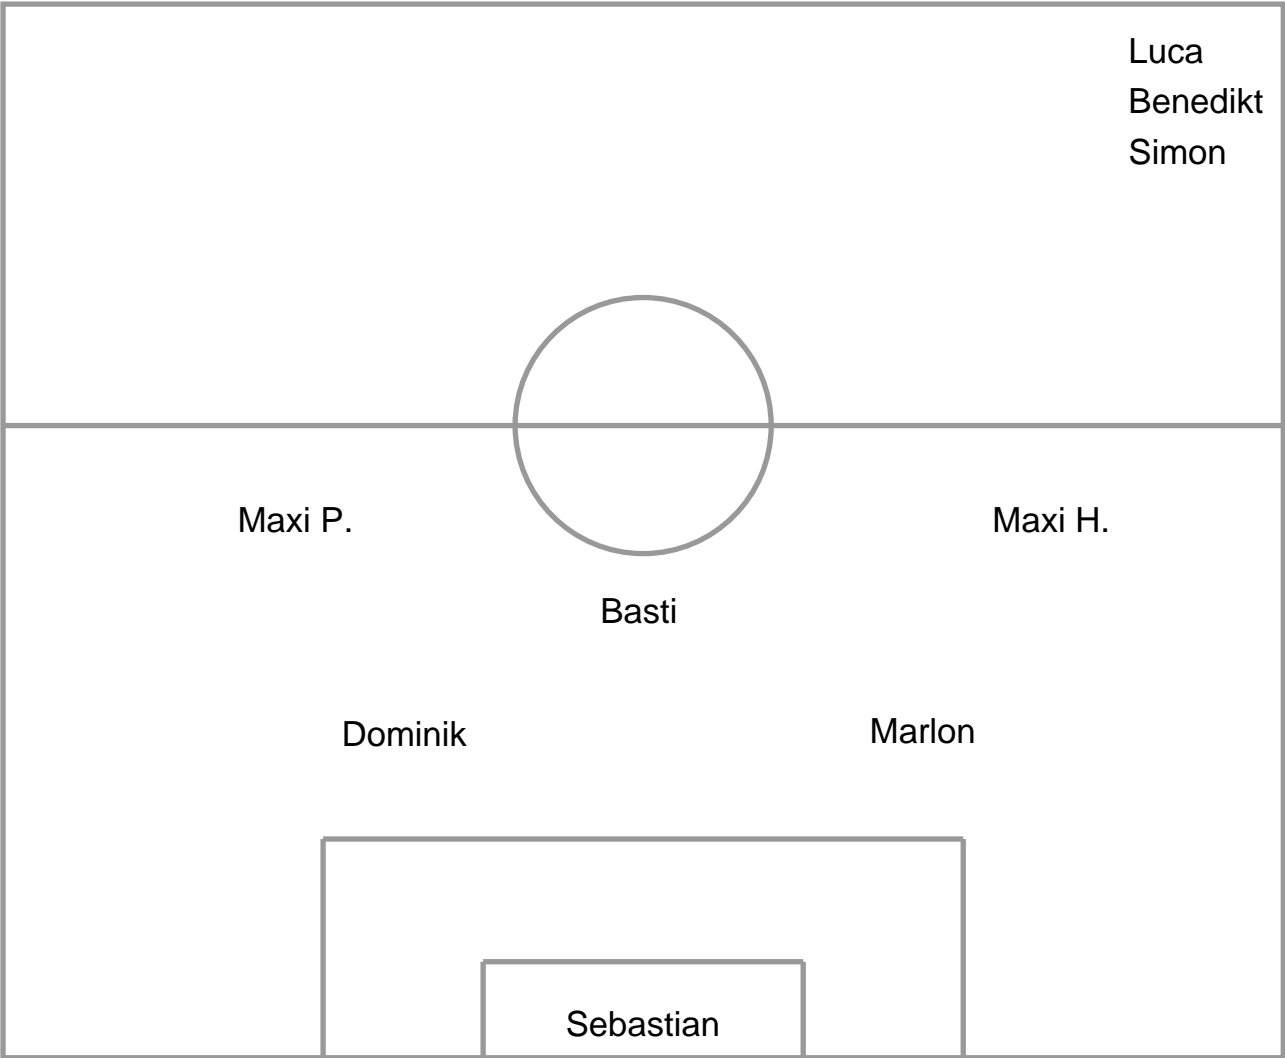 Luca
Benedikt
Simon
Maxi P.
Maxi H.
Basti
Dominik
Marlon
Sebastian